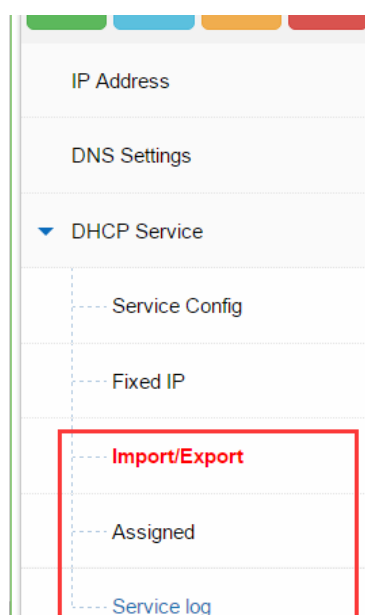 IP Address
DNS Settings
DHCP Service
Service Config
Fixed IP
Import/Export
Assigned
Service log